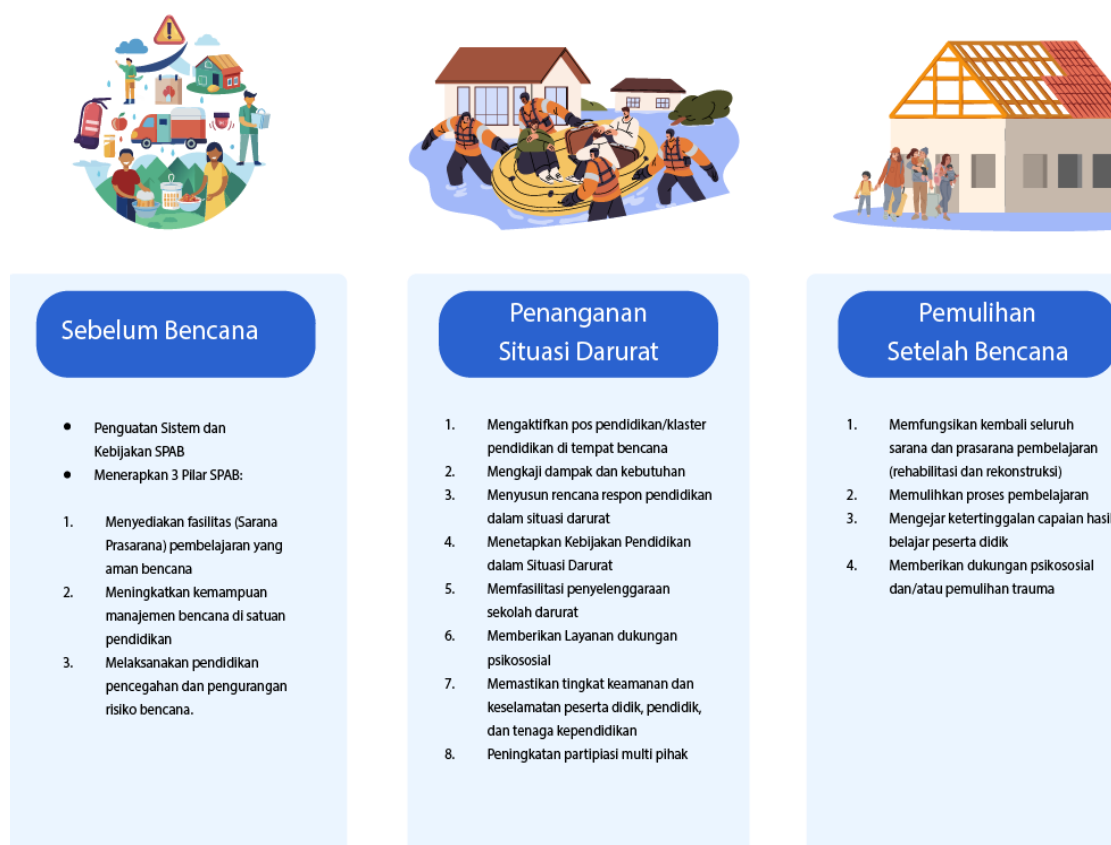 Sebelum Bencana
• Penguatan Sistem dan
Kebijakan SPAB
• Menerapkan 3 Pilar SPAB:
1. Menyediakan fasilitas (Sarana
Prasarana) pembelajaran yang
aman bencana
2. Meningkatkan kemampuan
manajemen bencana di satuan
pendidikan
3. Melaksanakan pendidikan
pencegahan dan pengurangan
risiko bencana.
Penanganan
Situasi Darurat
1. Mengaktifkan pos pendidikan/klaster
pendidikan di tempat bencana
2. Mengkaji dampak dan kebutuhan
3. Menyusun rencana respon pendidikan
dalam situasi darurat
4. Menetapkan Kebijakan Pendidikan
dalam Situasi Darurat
5. Memfasilitasi penyelenggaraan
sekolah darurat
6. Memberikan Layanan dukungan
psikososial
7. Memastikan tingkat keamanan dan
keselamatan peserta didik, pendidik,
dan tenaga kependidikan
8. Peningkatan partipiasi multi pihak
Pemulihan
Setelah Bencana
1. Memfungsikan kembali seluruh
sarana dan prasarana pembelajaran
(rehabilitasi dan rekonstruksi)
2. Memulihkan proses pembelajaran
3. Mengejar ketertinggalan capaian hasil
belajar peserta didik
4. Memberikan dukungan psikososial
dan/atau pemulihan trauma